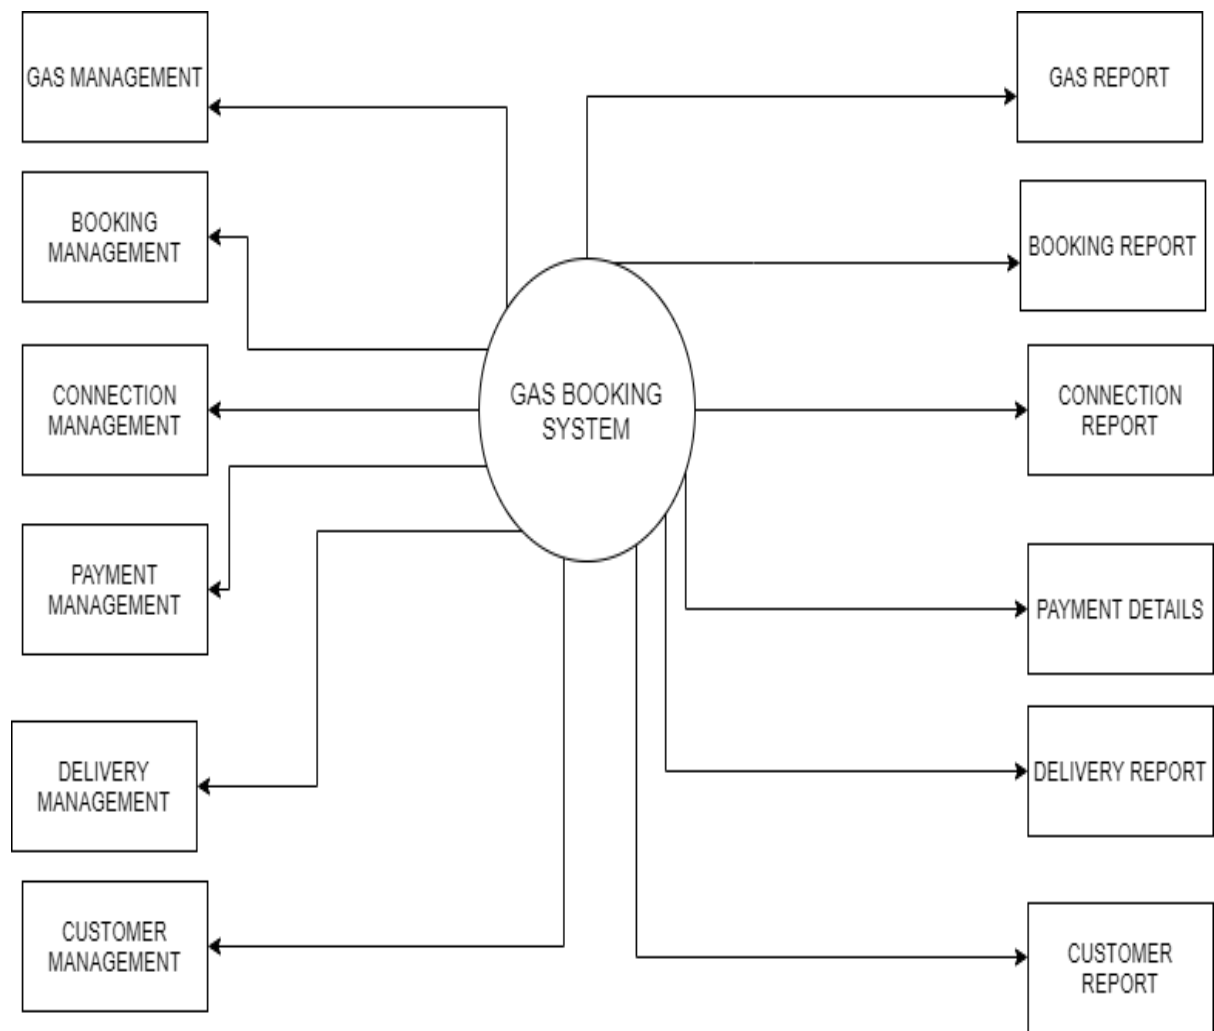 GAS MANAGEMENT
BOOKING
MANAGEMENT
CONNECTION
MANAGEMENT
PAYMENT
MANAGEMENT
DELIVERY
MANAGEMENT
CUSTOMER
MANAGEMENT
GAS BOOKING
SYSTEM
GAS REPORT
BOOKING REPORT
CONNECTION
REPORT
PAYMENT DETAILS
DELIVERY REPORT
CUSTOMER
REPORT